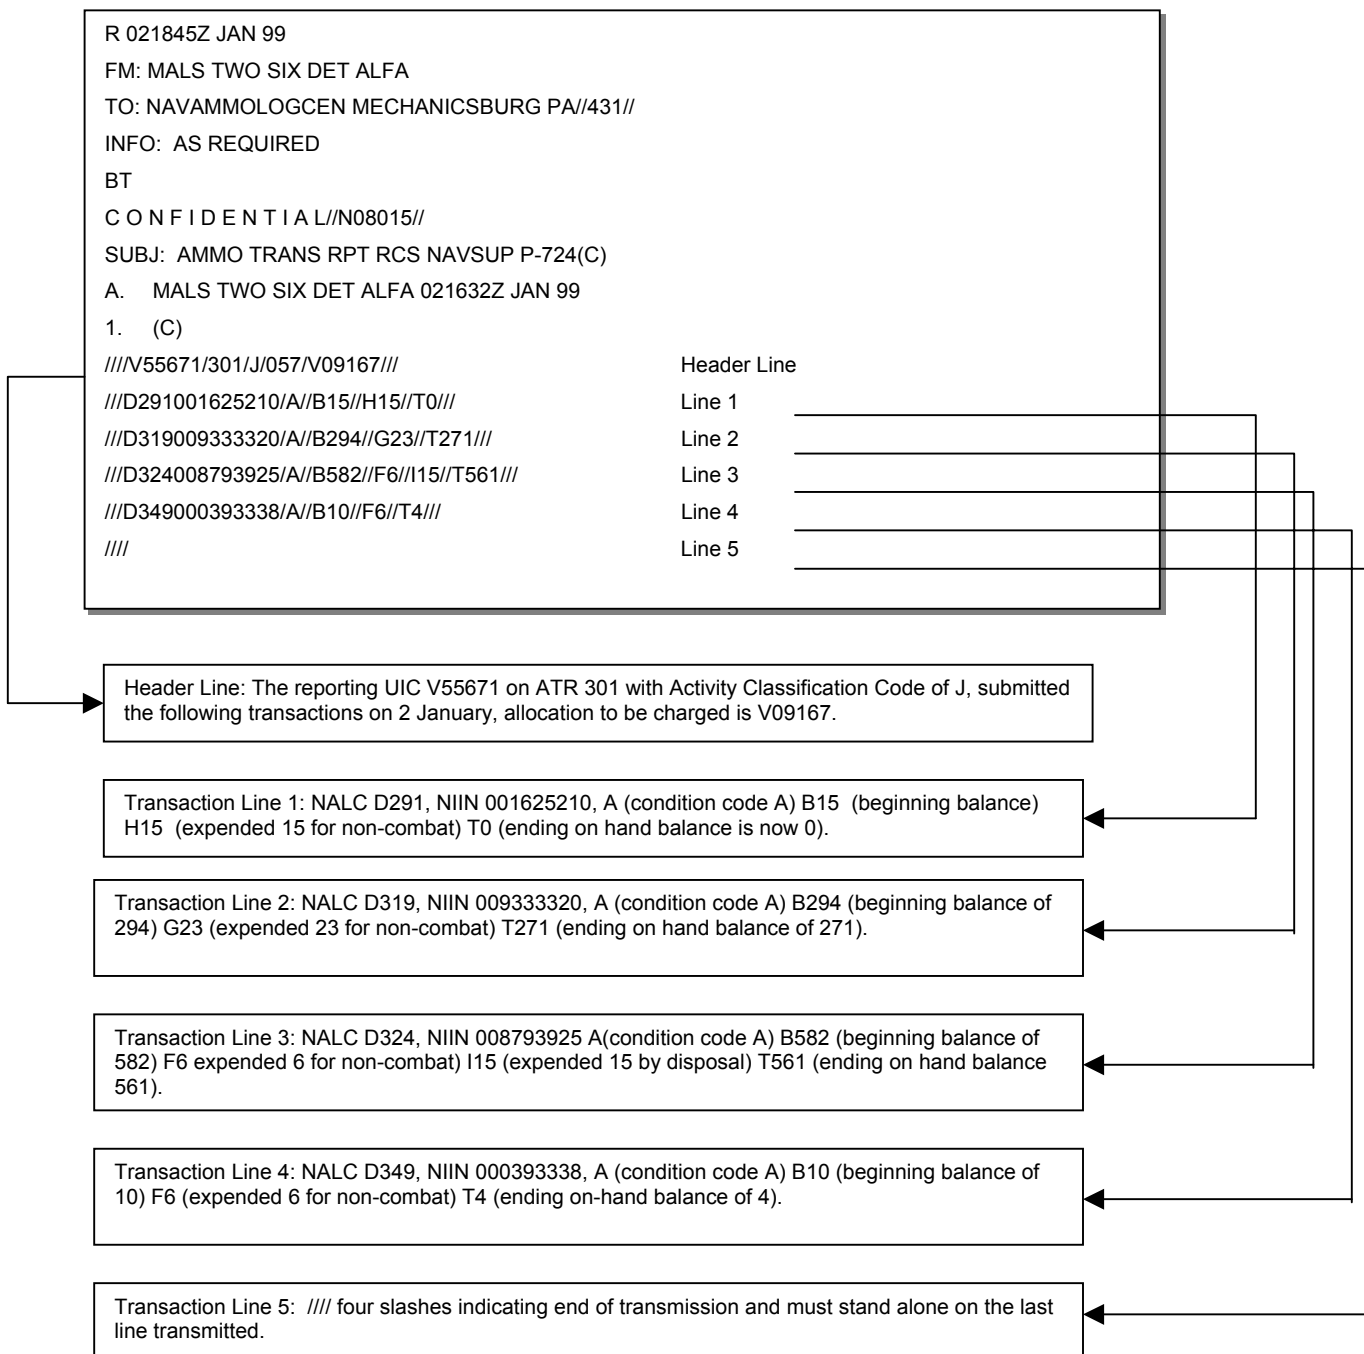 R 021845Z JAN 99
FM: MALS TWO SIX DET ALFA
TO: NAVAMMOLOGCEN MECHANICSBURG PA//431//
INFO:  AS REQUIRED
BT
C O N F I D E N T I A L//N08015//
SUBJ:  AMMO TRANS RPT RCS NAVSUP P-724(C)
A.    MALS TWO SIX DET ALFA 021632Z JAN 99
1.    (C)
////V55671/301/J/057/V09167///    Header Line
///D291001625210/A//B15//H15//T0///    Line 1
///D319009333320/A//B294//G23//T271///    Line 2
///D324008793925/A//B582//F6//I15//T561///    Line 3
///D349000393338/A//B10//F6//T4///    Line 4
////    Line 5
Header Line: The reporting UIC V55671 on ATR 301 with Activity Classification Code of J, submitted
the following transactions on 2 January, allocation to be charged is V09167.
Transaction Line 1: NALC D291, NIIN 001625210, A (condition code A) B15  (beginning balance)
H15  (expended 15 for non-combat) T0 (ending on hand balance is now 0).
Transaction Line 2: NALC D319, NIIN 009333320, A (condition code A) B294 (beginning balance of
294) G23 (expended 23 for non-combat) T271 (ending on hand balance of 271).
Transaction Line 3: NALC D324, NIIN 008793925 A(condition code A) B582 (beginning balance of
582) F6 expended 6 for non-combat) I15 (expended 15 by disposal) T561 (ending on hand balance
561).
Transaction Line 4: NALC D349, NIIN 000393338, A (condition code A) B10 (beginning balance of
10) F6 (expended 6 for non-combat) T4 (ending on-hand balance of 4).
Transaction Line 5:  //// four slashes indicating end of transmission and must stand alone on the last
line transmitted.